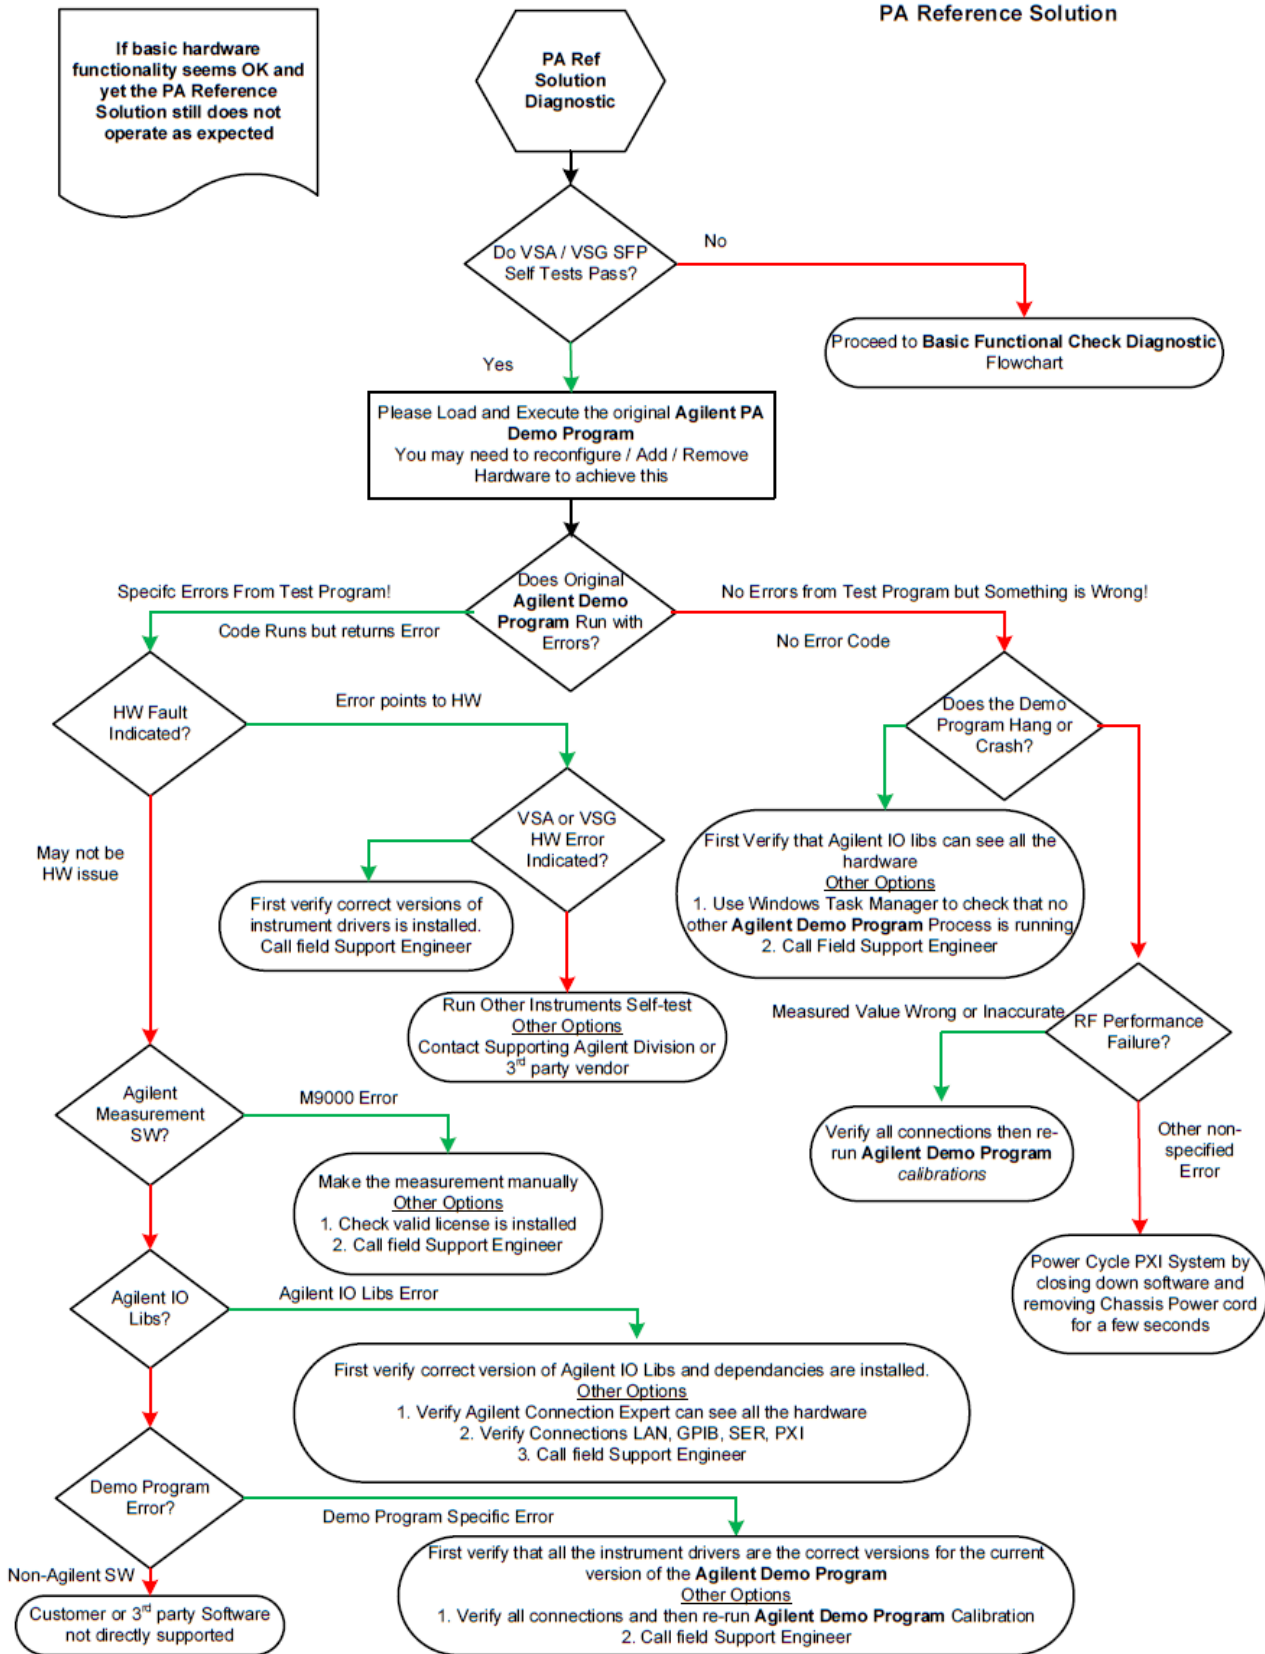 PA Reference Solution
If basic hardware
functionality seems OK and
yet the PA Reference
Solution still does not
operate as expected
PA Ref
Solution
Diagnostic
Do VSA / VSG SFP
Self Tests Pass?
No
Proceed to Basic Functional Check Diagnostic
Flowchart
Yes
Please Load and Execute the original Agilent PA
Demo Program
You may need to reconfigure / Add / Remove
Hardware to achieve this
Does Original
Agilent Demo
Program Run with
Errors?
Specifc Errors From Test Program!
Code Runs but returns Error
No Errors from Test Program but Something is Wrong!
No Error Code
HW Fault
Indicated?
Error points to HW
Does the Demo
Program Hang or
Crash?
VSA or VSG
HW Error
Indicated?
May not be
HW issue
First verify correct versions of
instrument drivers is installed.
Call field Support Engineer
First Verify that Agilent IO libs can see all the
hardware
Other Options
1. Use Windows Task Manager to check that no
other Agilent Demo Program Process is running
2. Call Field Support Engineer
Run Other Instruments Self-test
Other Options
Contact Supporting Agilent Division or
3rd party vendor
Measured Value Wrong or Inaccurate
RF Performance
Failure?
Agilent
Measurement
SW?
M9000 Error
Verify all connections then re-
run Agilent Demo Program
calibrations
Other non-
specified
Error
Make the measurement manually
Other Options
1. Check valid license is installed
2. Call field Support Engineer
Agilent IO
Libs?
Agilent IO Libs Error
Power Cycle PXI System by
closing down software and
removing Chassis Power cord
for a few seconds
First verify correct version of Agilent IO Libs and dependancies are installed.
Other Options
1. Verify Agilent Connection Expert can see all the hardware
2. Verify Connections LAN, GPIB, SER, PXI
3. Call field Support Engineer
Demo Program
Error?
Demo Program Specific Error
Non-Agilent SW
First verify that all the instrument drivers are the correct versions for the current
version of the Agilent Demo Program
Other Options
1. Verify all connections and then re-run Agilent Demo Program Calibration
2. Call field Support Engineer
Customer or 3rd party Software
not directly supported